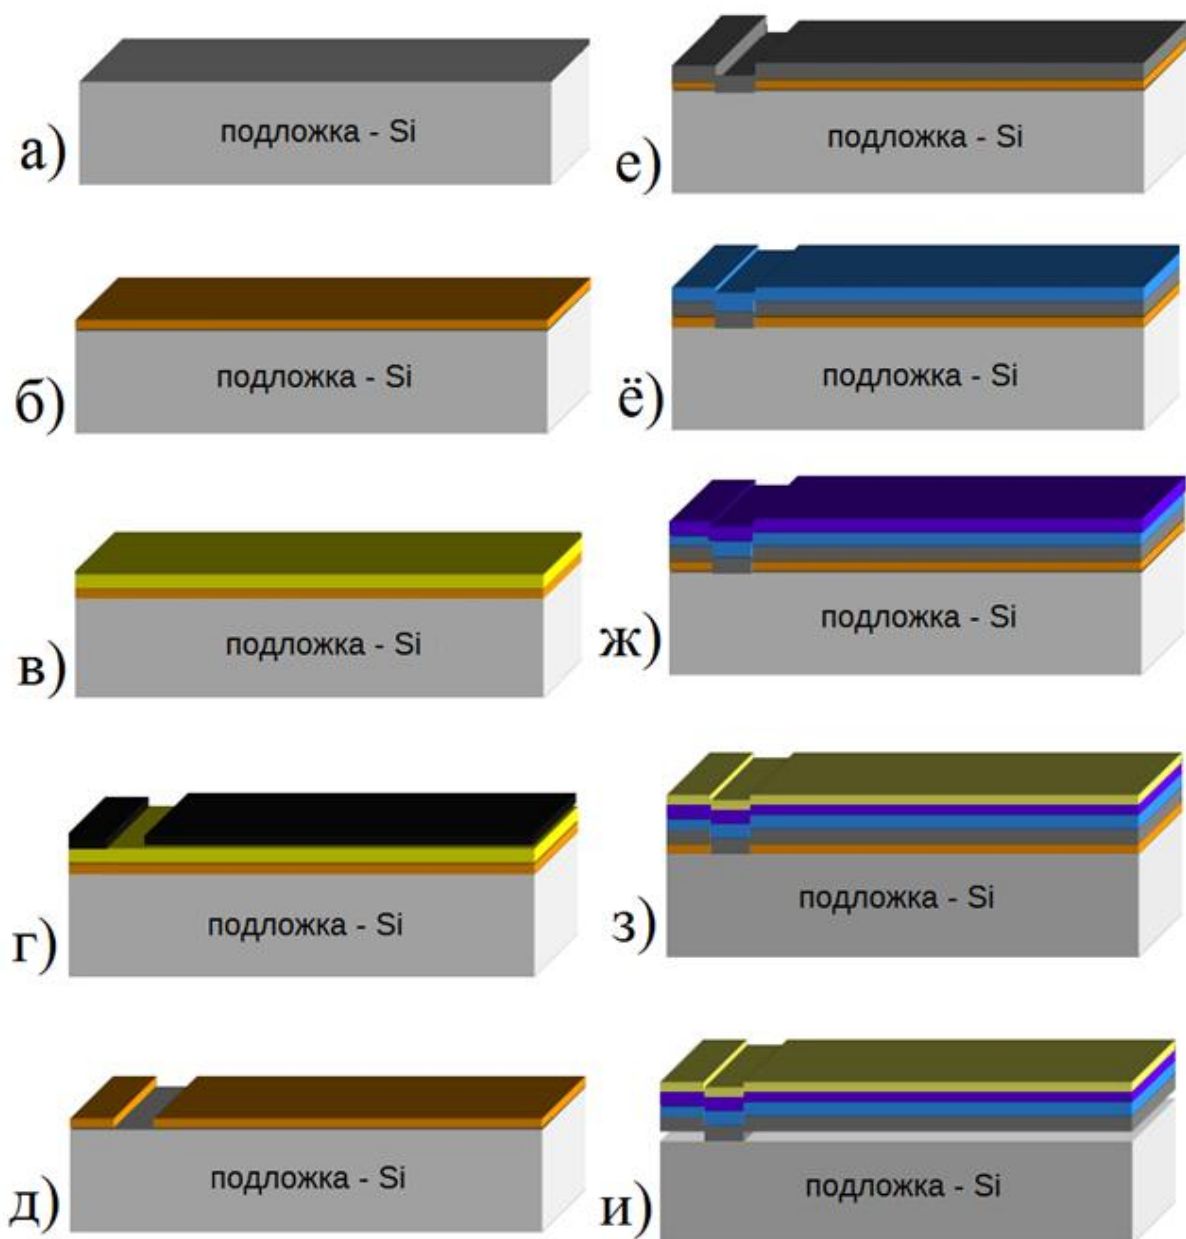 а)
подложка - Si
б)
подложка - Si
в)
подложка - Si
г)
подложка - Si
д)
подложка - Si
е)
подложка - Si
ё)
подложка - Si
ж)
подложка - Si
з)
подложка - Si
и)
подложка - Si